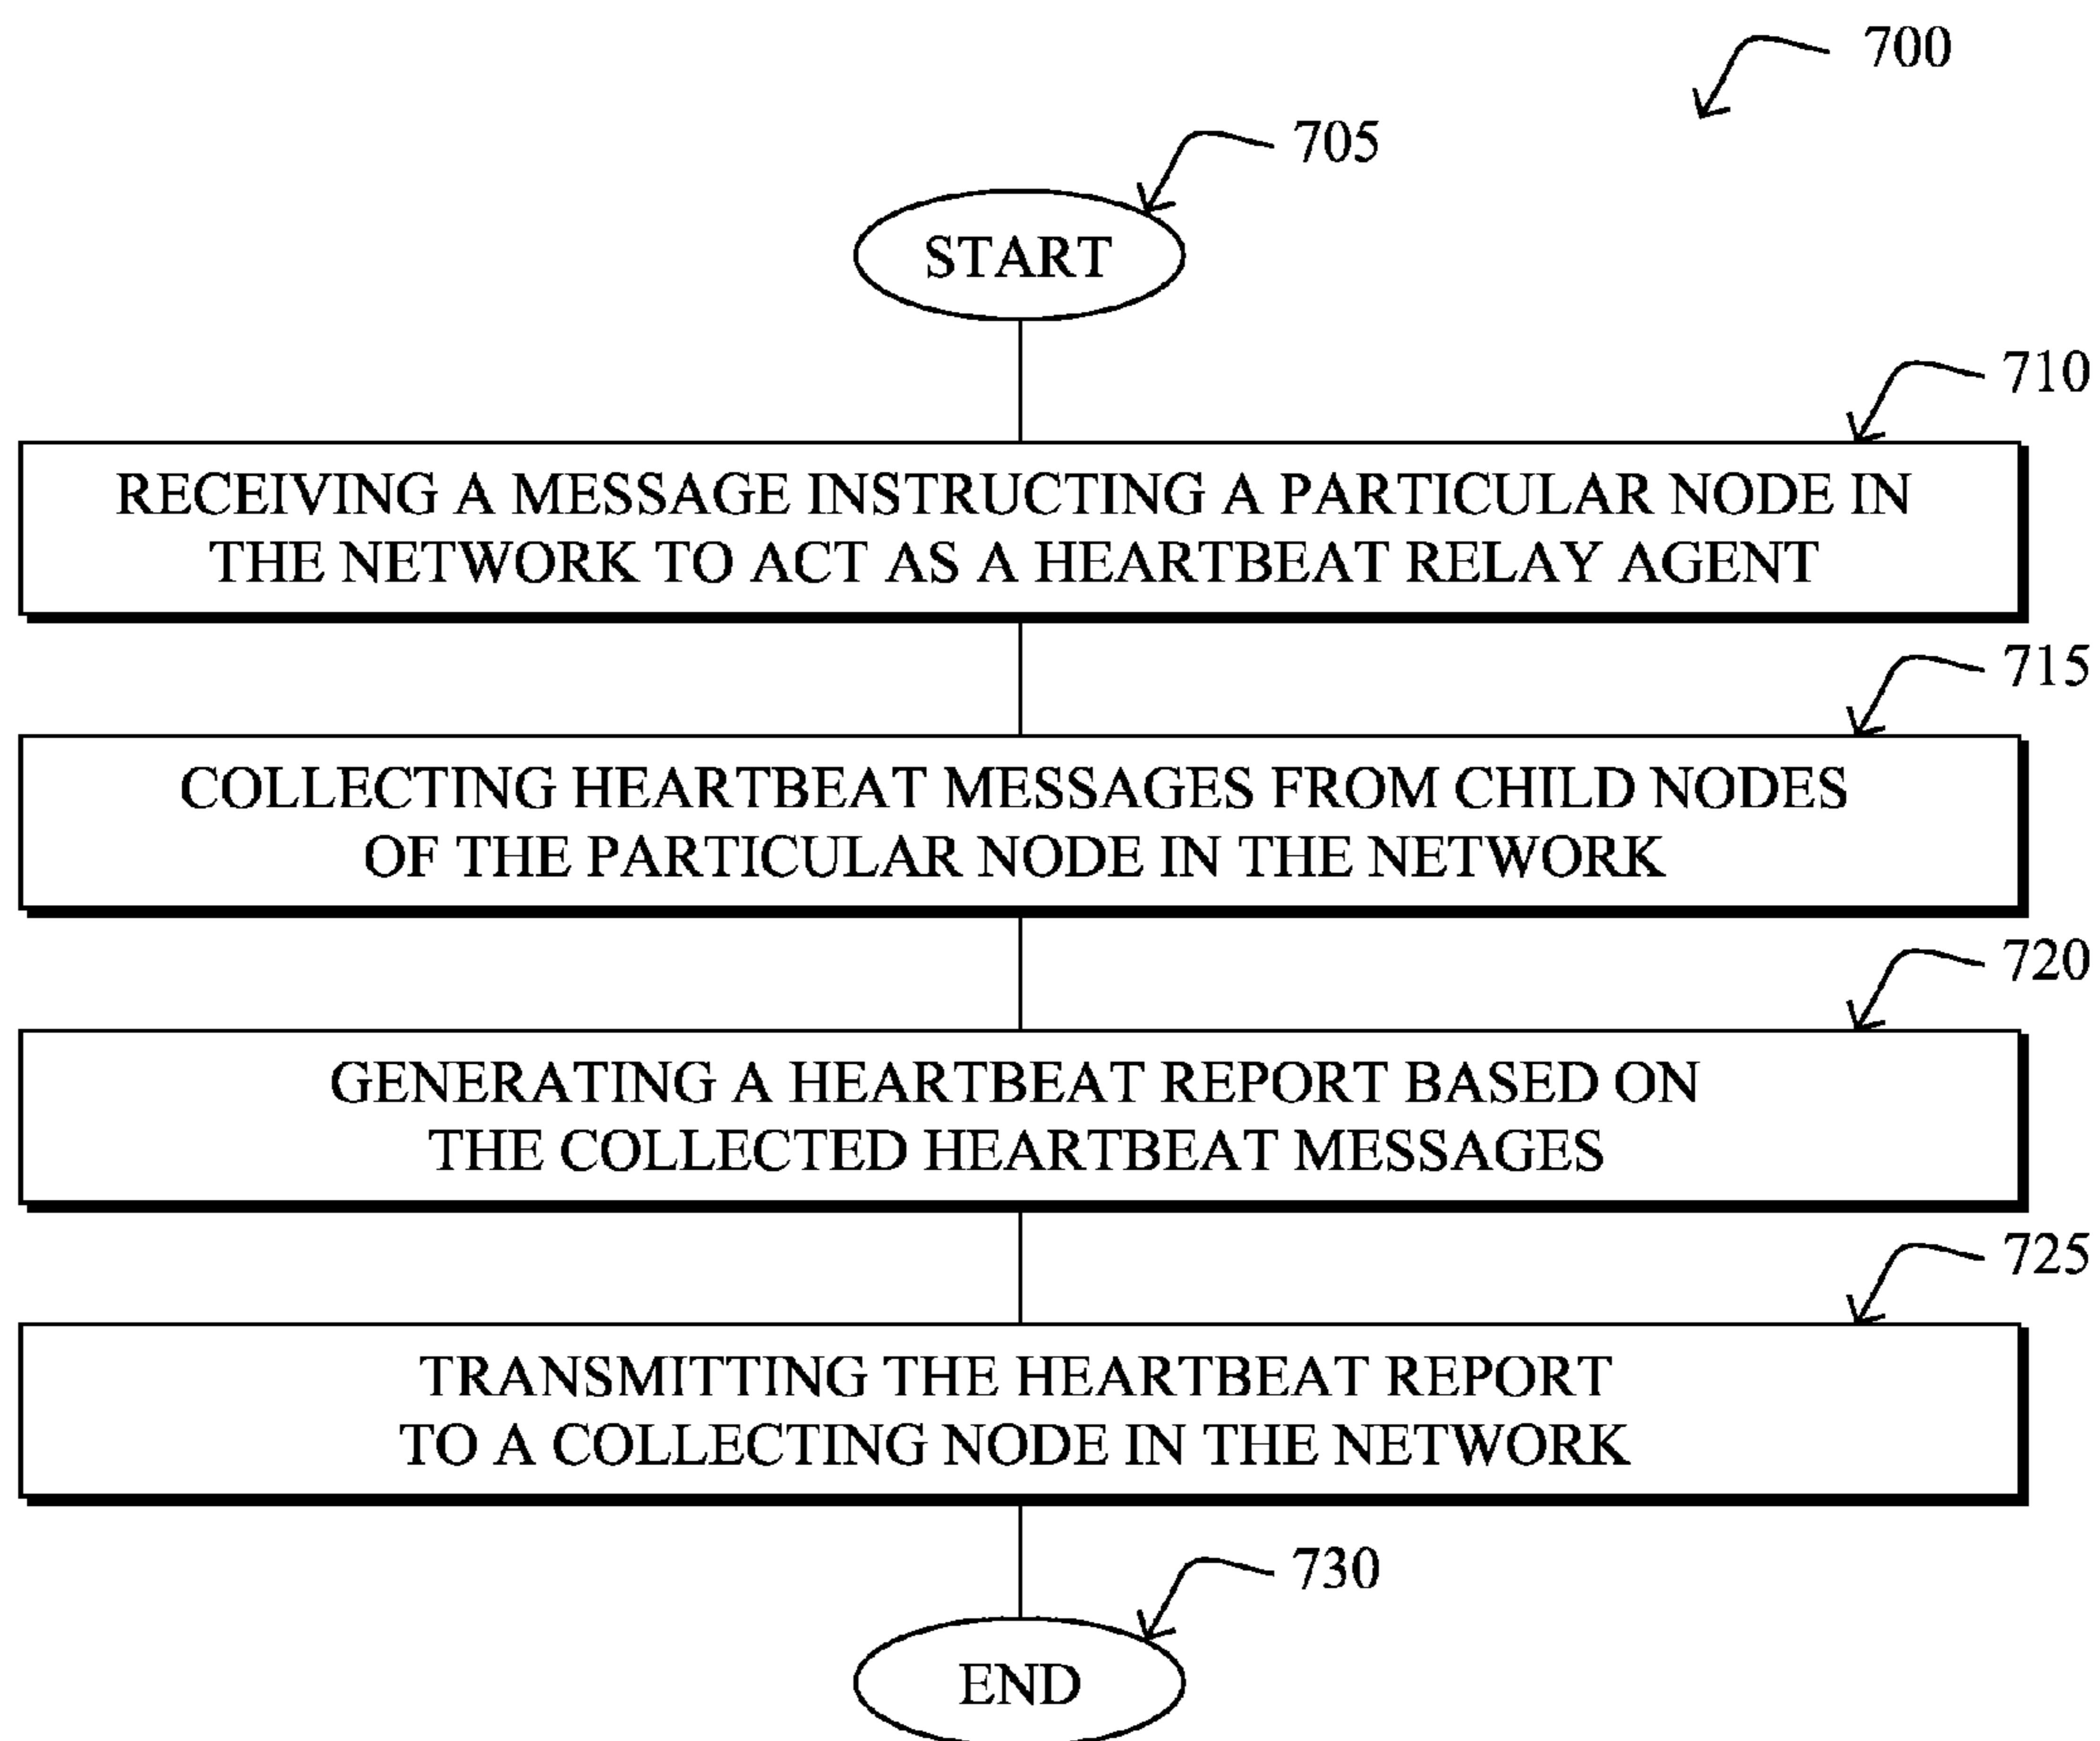 700
705
START
710
RECEIVING A MESSAGE INSTRUCTING A PARTICULAR NODE IN
THE NETWORK TO ACT AS A HEARTBEAT RELAY AGENT
715
COLLECTING HEARTBEAT MESSAGES FROM CHILD NODES
OF THE PARTICULAR NODE IN THE NETWORK
720
GENERATING A HEARTBEAT REPORT BASED ON
THE COLLECTED HEARTBEAT MESSAGES
725
TRANSMITTING THE HEARTBEAT REPORT
TO A COLLECTING NODE IN THE NETWORK
730
END